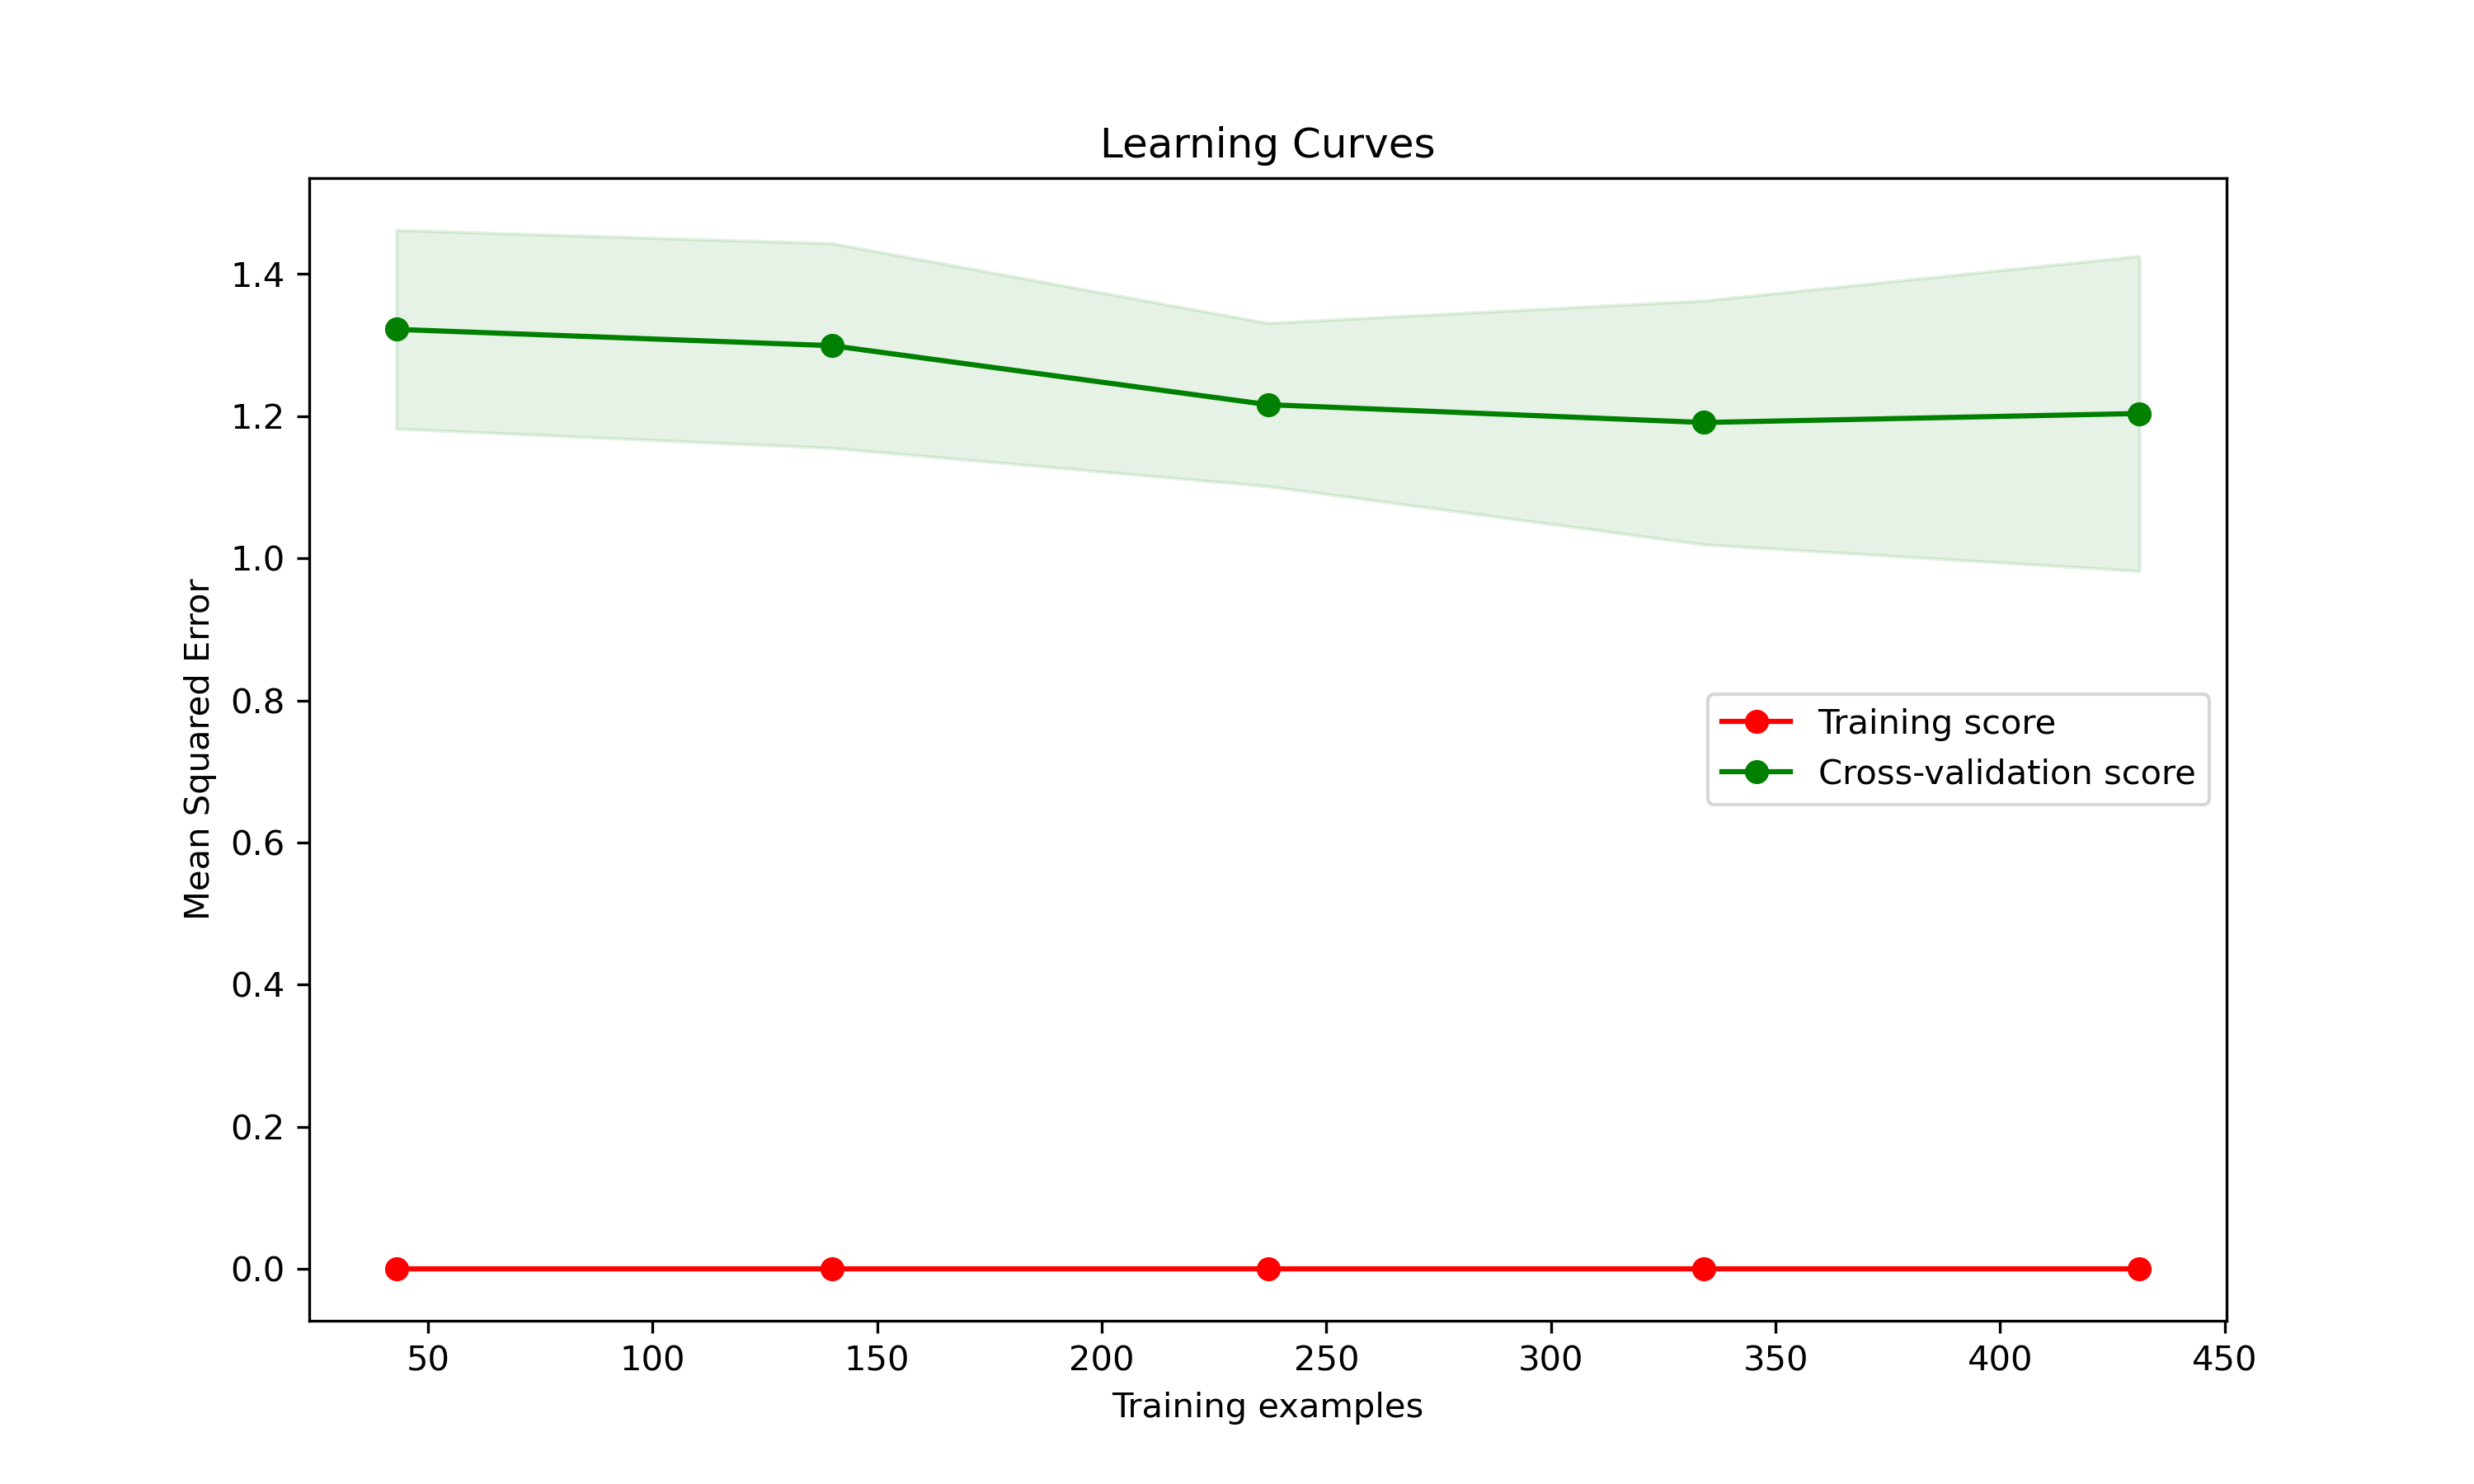 Learning Curves
1.4
1.2
1.0
0.8
0.6
0.4
0.2
0.0
Mean Squared Error
Training score
Cross-validation score
50 100 150 200 250 300 350 400 450
Training examples